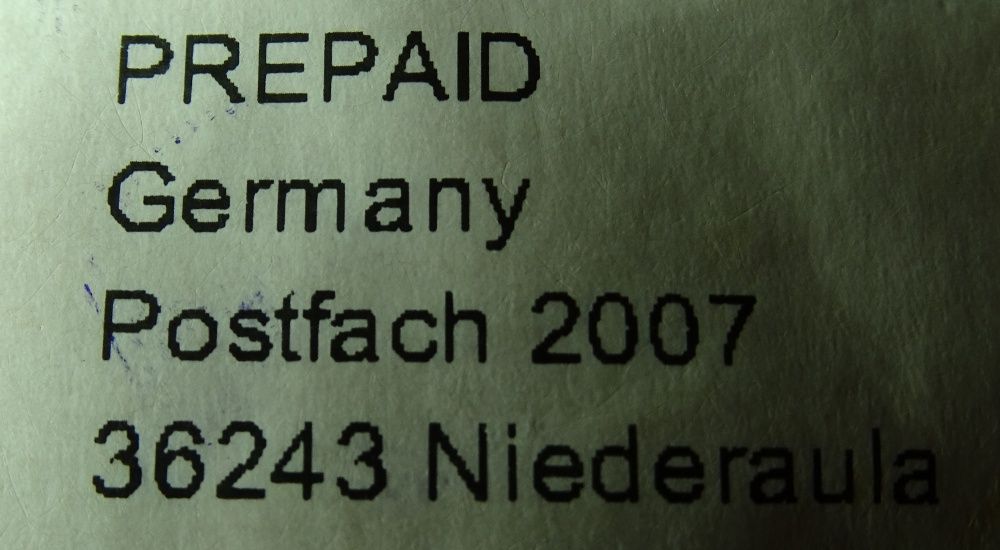 PREPAID
Germany
Postfach 2007
36243 Niederaula